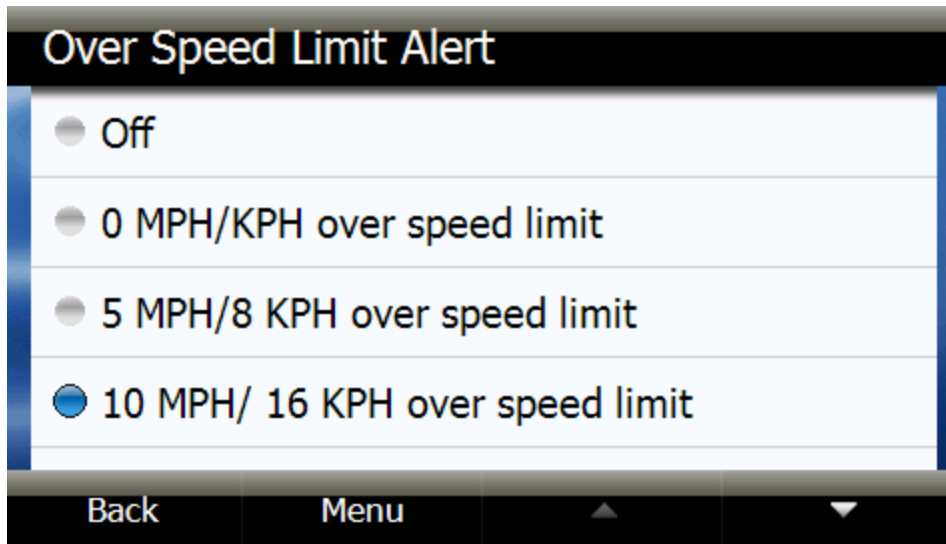 Over Speed Limit Alert
Off
0 MPH/KPH over speed limit
5 MPH/8 KPH over speed limit
10 MPH/ 16 KPH over speed limit
Back Menu